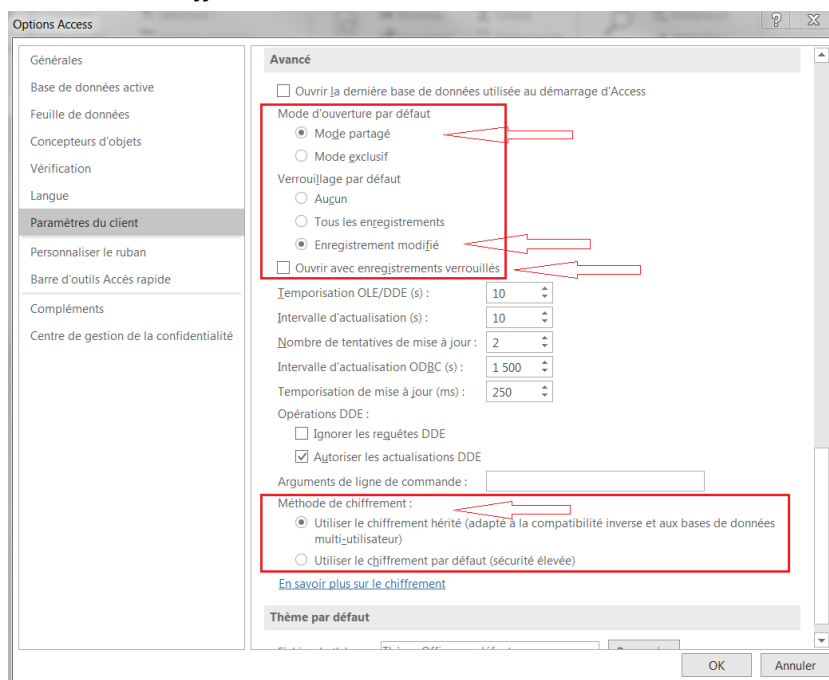 Options Access
Générales
Base de données active
Feuille de données
Concepteurs d'objets
Vérification
Langue
Paramètres du client
Personnaliser le ruban
Barre d'outils Accès rapide
Compléments
Centre de gestion de la confidentialité
Avancé
Ouvrir la dernière base de données utilisée au démarrage d'Access
Mode d'ouverture par défaut
Mode partagé
Mode exclusif
Verrouillage par défaut
Aucun
Tous les enregistrements
Enregistrement modifié
Ouvrir avec enregistrements verrouillés
Temporisation OLE/DDE (s) : 10
Intervalle d'actualisation (s) : 10
Nombre de tentatives de mise à jour : 2
Intervalle d'actualisation ODBC (s) : 1 500
Temporisation de mise à jour (ms) : 250
Opérations DDE :
Ignorer les requêtes DDE
Autoriser les actualisations DDE
Arguments de ligne de commande :
Méthode de chiffrement :
Utiliser le chiffrement hérité (adapté à la compatibilité inverse et aux bases de données
multi-utilisateur)
Utiliser le chiffrement par défaut (sécurité élevée)
En savoir plus sur le chiffrement
Thème par défaut
OK Annuler